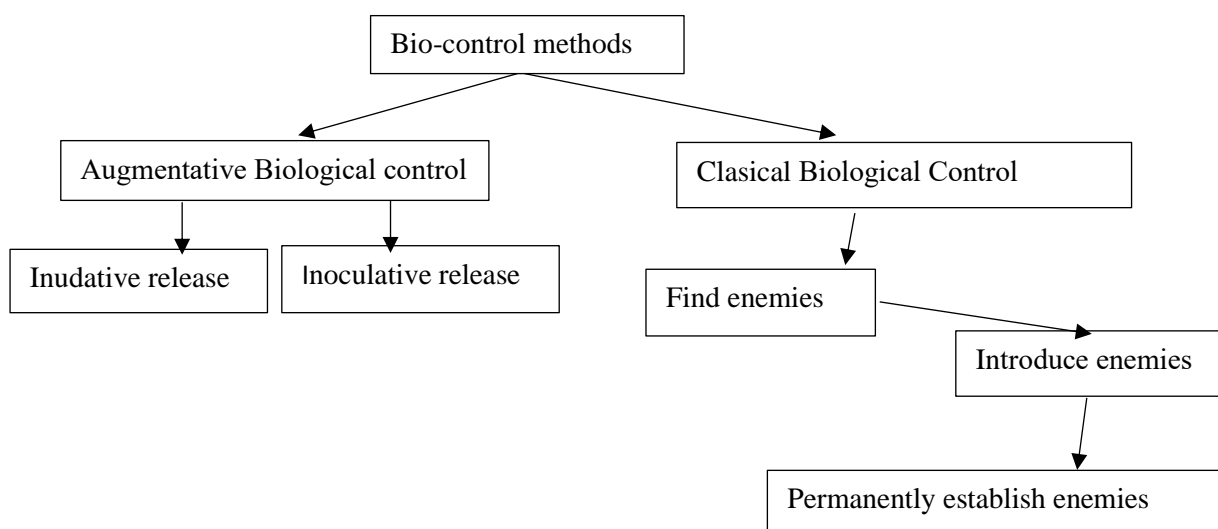 Bio-control methods
Augmentative Biological control
Clasical Biological Control
Inudative release
Inoculative release
Find enemies
Introduce enemies
Permanently establish enemies